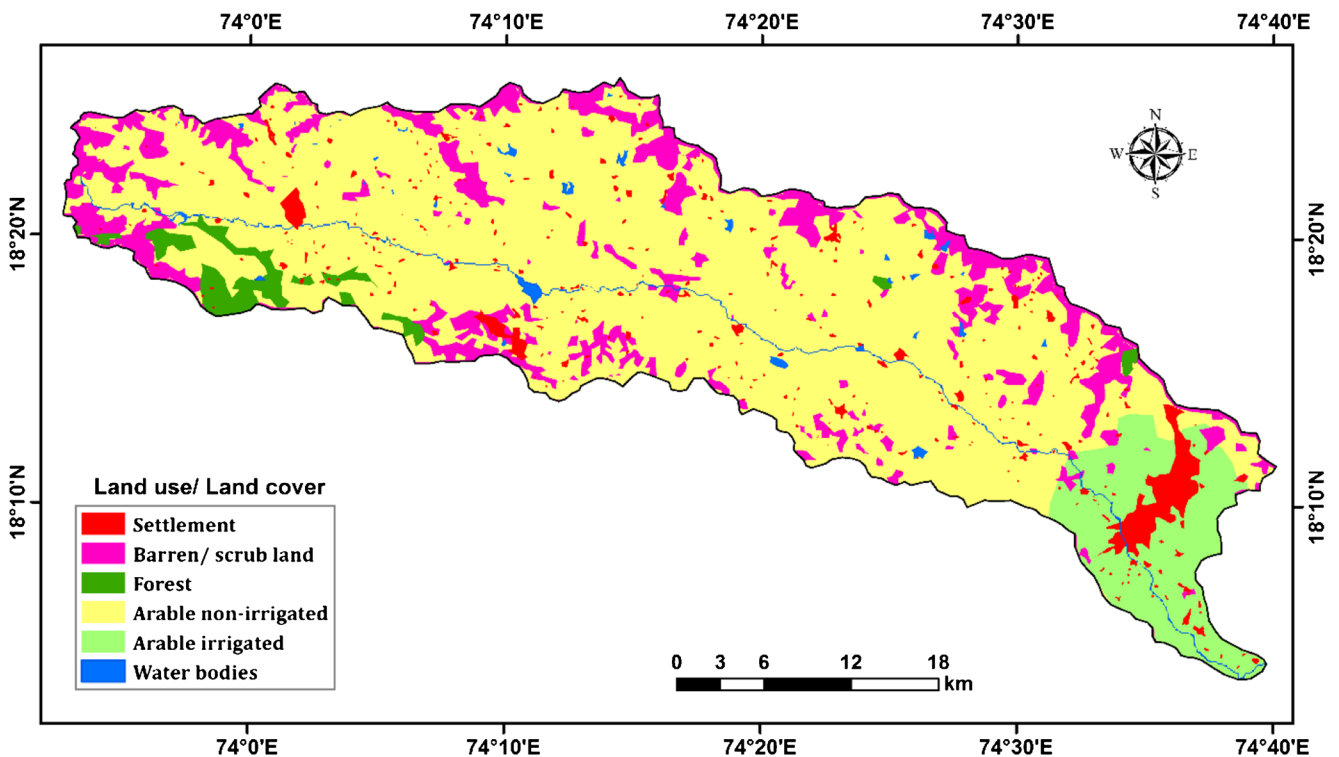 74°0'E 74°10'E 74°20'E 74°30'E 74°40'E
N
W E
S
18°20'N 18°20'N
18°10'N 18°10'N
Land use/ Land cover
Settlement
Barren/ scrub land
Forest
Arable non-irrigated
Arable irrigated
Water bodies
0 3 6 12 18
km
74°0'E 74°10'E 74°20'E 74°30'E 74°40'E